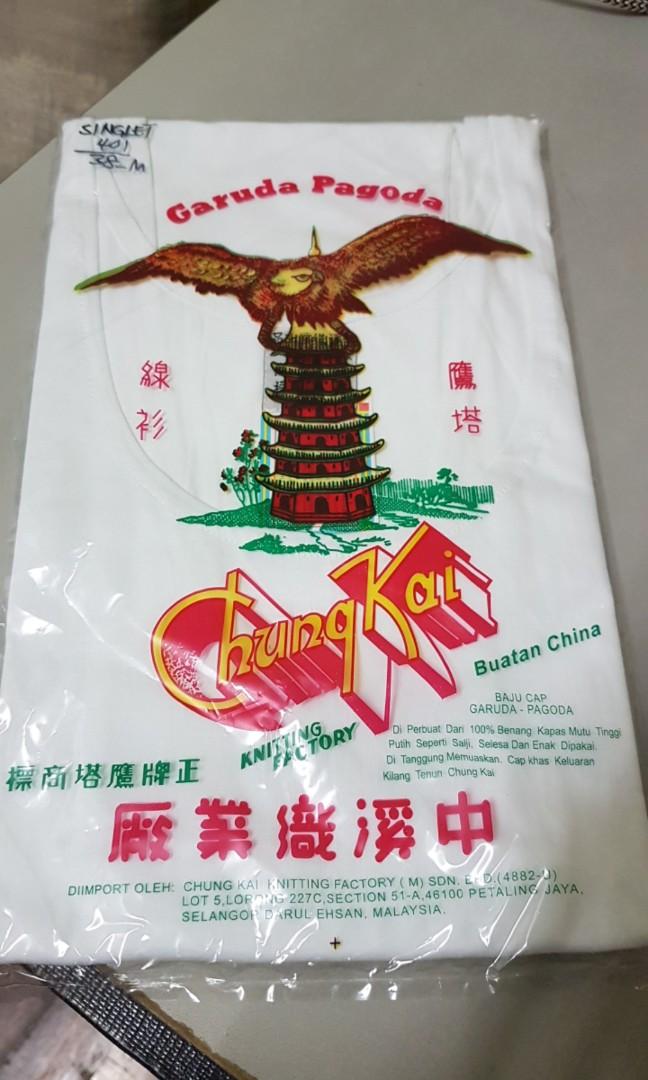 SINGLET
401
38-M
Garuda Pagoda
線衫
鷹塔
Chung Kai
KNITTING
FACTORY
Buatan China
BAJU CAP
GARUDA - PAGODA
Di Perbuat Dari 100% Benang Kapas Mutu Tinggi
Putih Seperti Salji, Selesa Dan Enak Dipakai.
Di Tanggung Memuaskan. Cap khas Keluaran
Kilang Tenun Chung Kai
標商塔鷹牌正
廠業織溪中
DIIMPORT OLEH: CHUNG KAI KNITTING FACTORY ( M) SDN. BHD.(4882-D)
LOT 5,LORONG 227C,SECTION 51-A,46100 PETALING JAYA,
SELANGOR DARUL EHSAN, MALAYSIA.